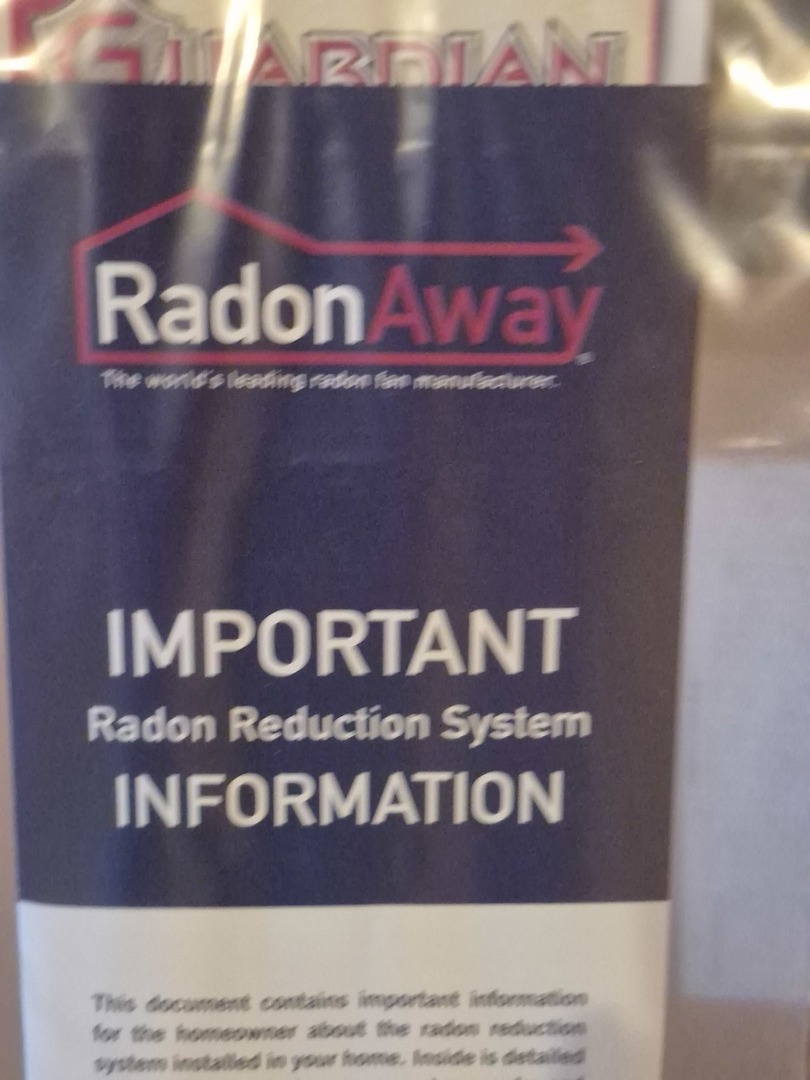 GUARDIAN
RadonAway
The world's leading radon fan manufacturer.
IMPORTANT
Radon Reduction System
INFORMATION
This document contains important information
for the homeowner about the radon reduction
system installed in your home. Inside is detailed